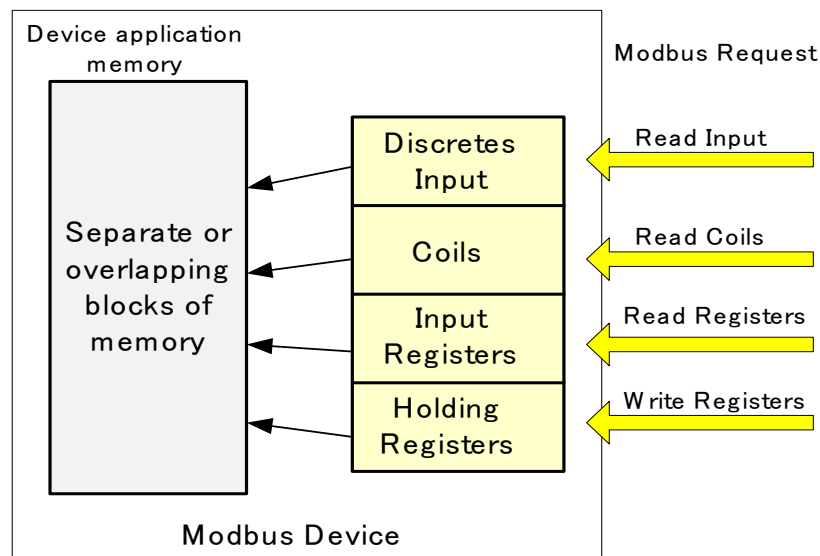 Device application
memory
Modbus Request
Separate or
overlapping
blocks of
memory
Discretes
Input
Coils
Input
Registers
Holding
Registers
Read Input
Read Coils
Read Registers
Write Registers
Modbus Device